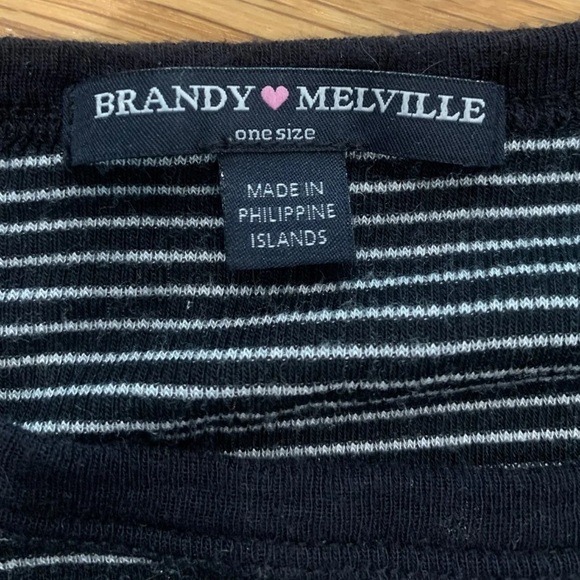 BRANDY ♥ MELVILLE
one size
MADE IN
PHILIPPINE
ISLANDS